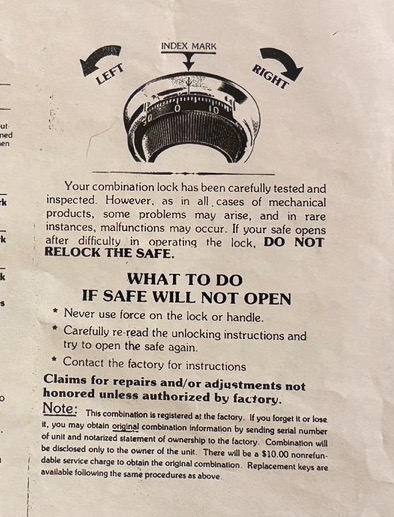 INDEX MARK
LEFT
RIGHT
0
10
Your combination lock has been carefully tested and
inspected. However, as in all cases of mechanical
products, some problems may arise, and in rare
instances, malfunctions may occur. If your safe opens
after difficulty in operating the lock, DO NOT
RELOCK THE SAFE.
WHAT TO DO
IF SAFE WILL NOT OPEN
* Never use force on the lock or handle.
* Carefully re-read the unlocking instructions and
try to open the safe again.
* Contact the factory for instructions
Claims for repairs and/or adjustments not
honored unless authorized by factory.
Note: This combination is registered at the factory. If you forget it or lose
it, you may obtain original combination information by sending serial number
of unit and notarized statement of ownership to the factory. Combination will
be disclosed only to the owner of the unit. There will be a $10.00 nonrefun-
dable service charge to obtain the original combination. Replacement keys are
available following the same procedures as above.